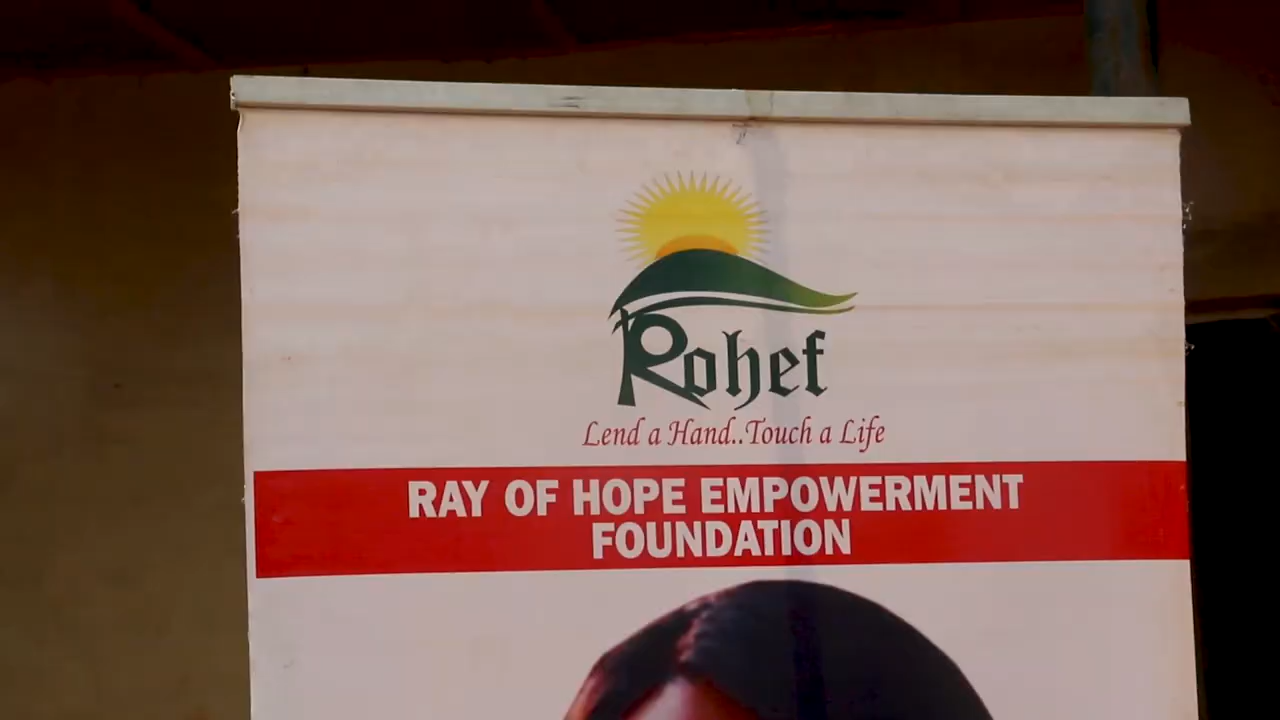 Rohef
Lend a Hand..Touch a Life
RAY OF HOPE EMPOWERMENT
FOUNDATION